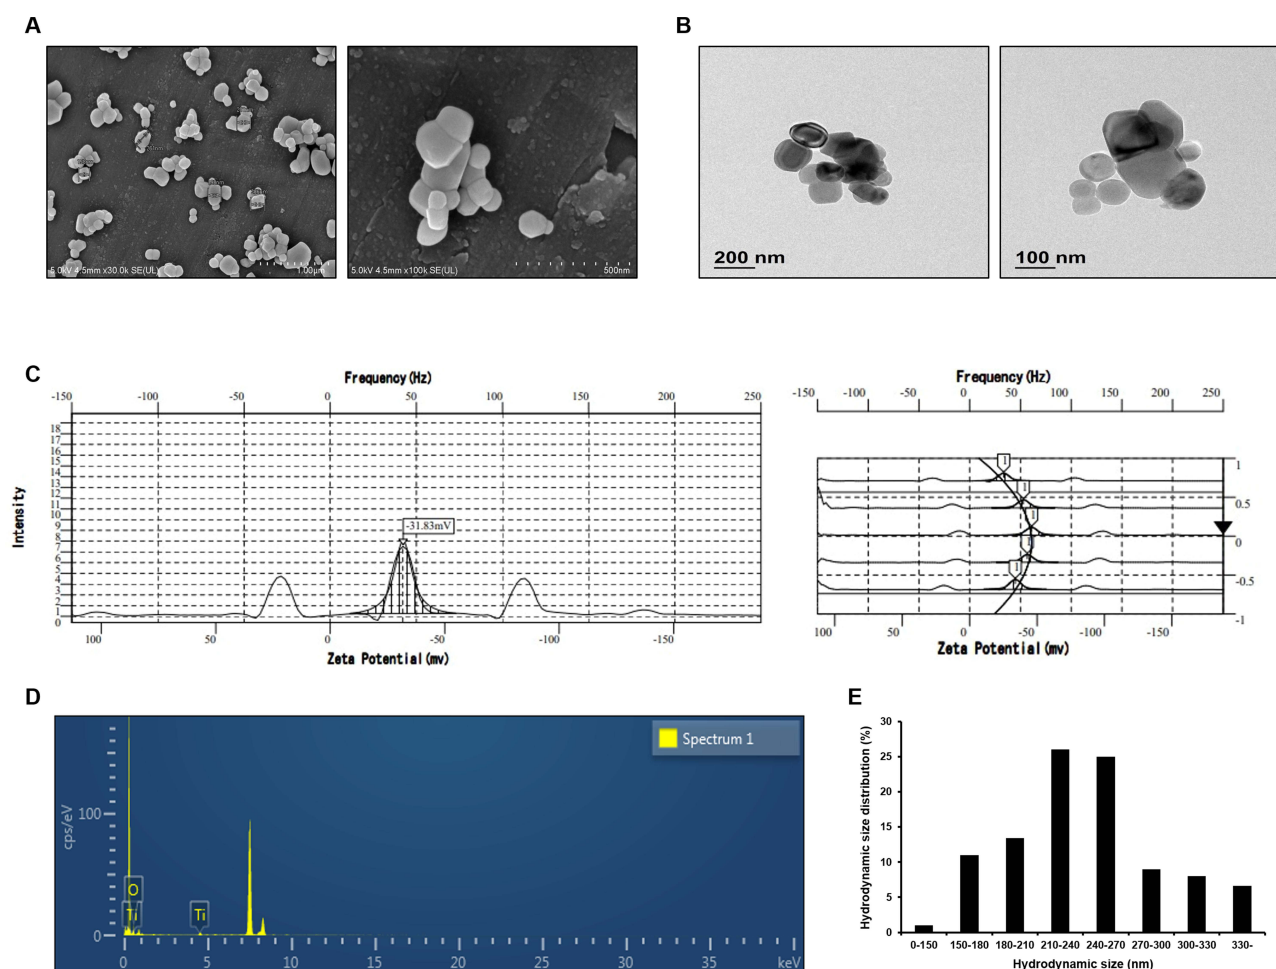 A
B
5.0kV 4.5mm x30.0k SE(UL)
1.00µm
5.0kV 4.5mm x100k SE(UL)
500nm
200 nm
100 nm
C
Frequency(Hz)
-150 -100 -50 0 50 100 150 200 250
Intensity
18
17
16
15
14
13
12
11
10
9
8
7
6
5
4
3
2
1
0
-31.83mV
100 50 0 -50 -100 -150
Zeta Potential(mv)
Frequency(Hz)
-150 -100 -50 0 50 100 150 200 250
1
0.5
0
-0.5
-1
1
1
1
1
1
100 50 0 -50 -100 -150
Zeta Potential(mv)
D
Spectrum 1
cps/eV
100
0
O
Ti
Ti
0 5 10 15 20 25 30 35 keV
E
Hydrodynamic size distribution (%)
30
25
20
15
10
5
0
0-150 150-180 180-210 210-240 240-270 270-300 300-330 330-
Hydrodynamic size (nm)